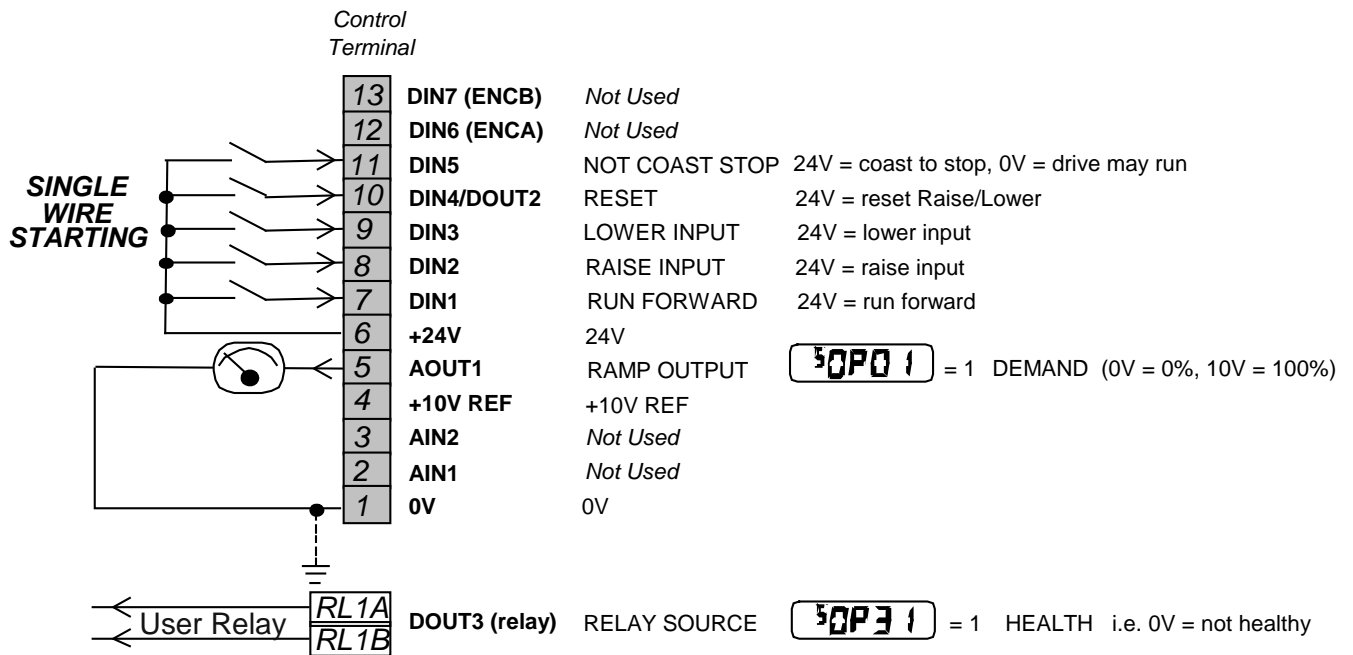 Control
Terminal
13 DIN7 (ENCB) Not Used
12 DIN6 (ENCA) Not Used
11 DIN5 NOT COAST STOP 24V = coast to stop, 0V = drive may run
10 DIN4/DOUT2 RESET 24V = reset Raise/Lower
9 DIN3 LOWER INPUT 24V = lower input
8 DIN2 RAISE INPUT 24V = raise input
7 DIN1 RUN FORWARD 24V = run forward
6 +24V 24V
5 AOUT1 RAMP OUTPUT SOP01 = 1 DEMAND (0V = 0%, 10V = 100%)
4 +10V REF +10V REF
3 AIN2 Not Used
2 AIN1 Not Used
1 0V 0V
SINGLE
WIRE
STARTING
User Relay
RL1A
RL1B
DOUT3 (relay) RELAY SOURCE SOP31 = 1 HEALTH i.e. 0V = not healthy